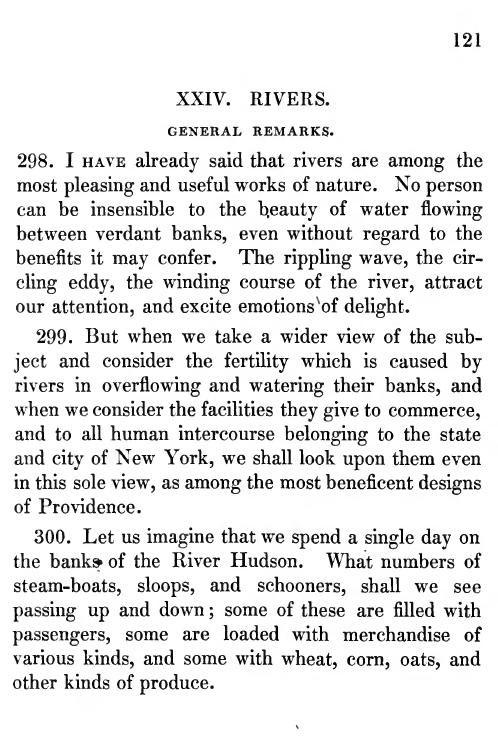 121
XXIV. RIVERS.
GENERAL REMARKS.
298. I HAVE already said that rivers are among the
most pleasing and useful works of nature. No person
can be insensible to the beauty of water flowing
between verdant banks, even without regard to the
benefits it may confer. The rippling wave, the cir-
cling eddy, the winding course of the river, attract
our attention, and excite emotions of delight.
299. But when we take a wider view of the sub-
ject and consider the fertility which is caused by
rivers in overflowing and watering their banks, and
when we consider the facilities they give to commerce,
and to all human intercourse belonging to the state
and city of New York, we shall look upon them even
in this sole view, as among the most beneficent designs
of Providence.
300. Let us imagine that we spend a single day on
the banks of the River Hudson. What numbers of
steam-boats, sloops, and schooners, shall we see
passing up and down; some of these are filled with
passengers, some are loaded with merchandise of
various kinds, and some with wheat, corn, oats, and
other kinds of produce.